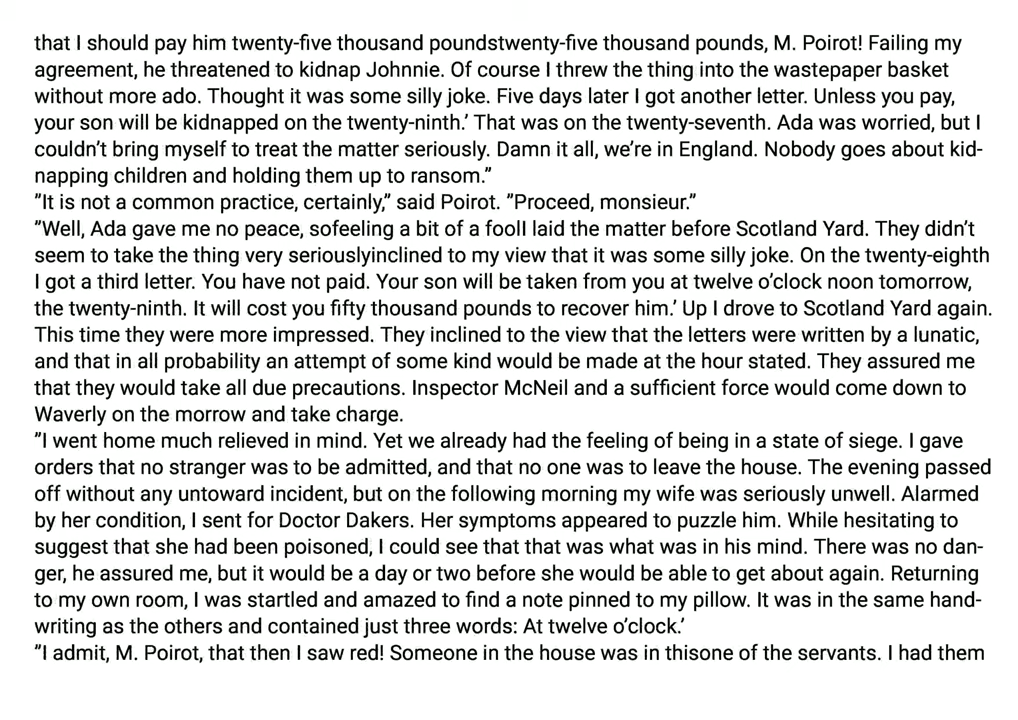 that I should pay him twenty-five thousand poundstwenty-five thousand pounds, M. Poirot! Failing my
agreement, he threatened to kidnap Johnnie. Of course I threw the thing into the wastepaper basket
without more ado. Thought it was some silly joke. Five days later I got another letter. Unless you pay,
your son will be kidnapped on the twenty-ninth.’ That was on the twenty-seventh. Ada was worried, but I
couldn’t bring myself to treat the matter seriously. Damn it all, we’re in England. Nobody goes about kid-
napping children and holding them up to ransom.”
”It is not a common practice, certainly,” said Poirot. ”Proceed, monsieur.”
”Well, Ada gave me no peace, sofeeling a bit of a foolI laid the matter before Scotland Yard. They didn’t
seem to take the thing very seriouslyinclined to my view that it was some silly joke. On the twenty-eighth
I got a third letter. You have not paid. Your son will be taken from you at twelve o’clock noon tomorrow,
the twenty-ninth. It will cost you fifty thousand pounds to recover him.’ Up I drove to Scotland Yard again.
This time they were more impressed. They inclined to the view that the letters were written by a lunatic,
and that in all probability an attempt of some kind would be made at the hour stated. They assured me
that they would take all due precautions. Inspector McNeil and a sufficient force would come down to
Waverly on the morrow and take charge.
”I went home much relieved in mind. Yet we already had the feeling of being in a state of siege. I gave
orders that no stranger was to be admitted, and that no one was to leave the house. The evening passed
off without any untoward incident, but on the following morning my wife was seriously unwell. Alarmed
by her condition, I sent for Doctor Dakers. Her symptoms appeared to puzzle him. While hesitating to
suggest that she had been poisoned, I could see that that was what was in his mind. There was no dan-
ger, he assured me, but it would be a day or two before she would be able to get about again. Returning
to my own room, I was startled and amazed to find a note pinned to my pillow. It was in the same hand-
writing as the others and contained just three words: At twelve o’clock.’
”I admit, M. Poirot, that then I saw red! Someone in the house was in thisone of the servants. I had them